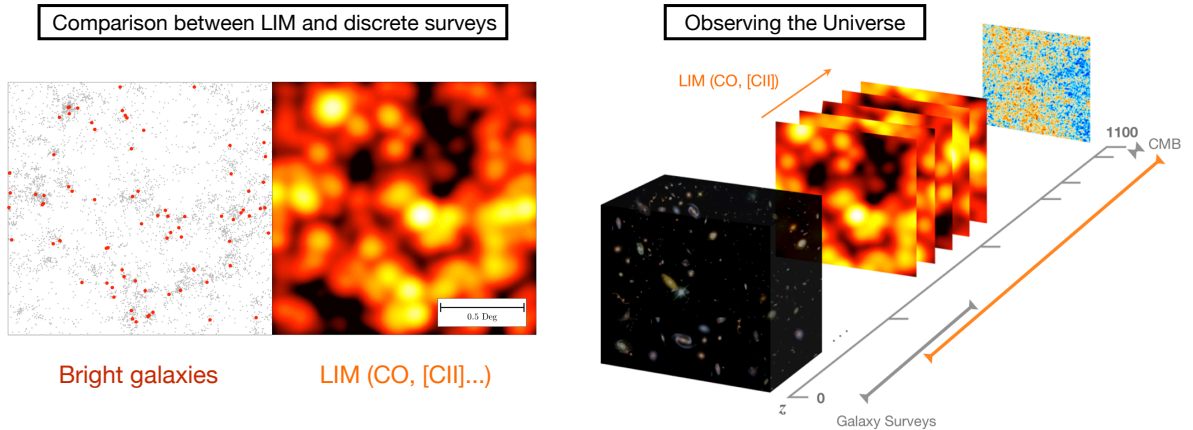 Comparison between LIM and discrete surveys
Observing the Universe
LIM (CO, [CII])
1100
CMB
0.5 Deg
Bright galaxies
LIM (CO, [CII]...)
z
0
Galaxy Surveys